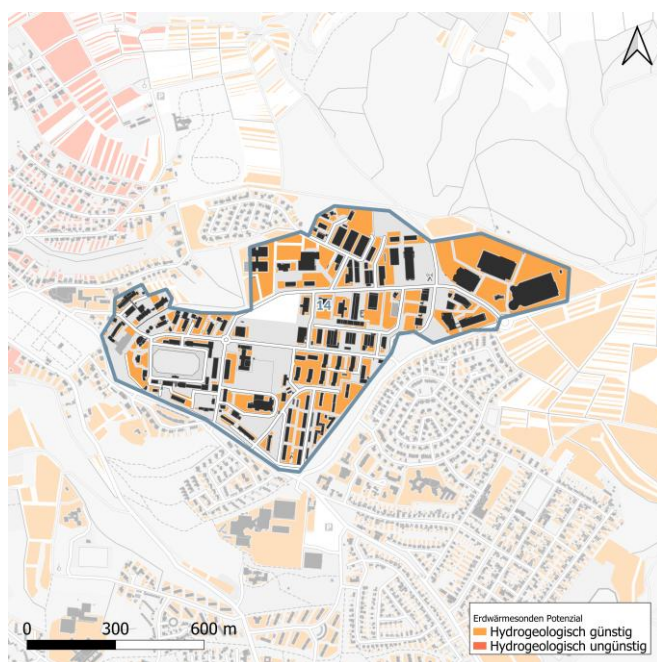 14
0 300 600 m
Erdwärmesonden Potenzial
Hydrogeologisch günstig
Hydrogeologisch ungünstig